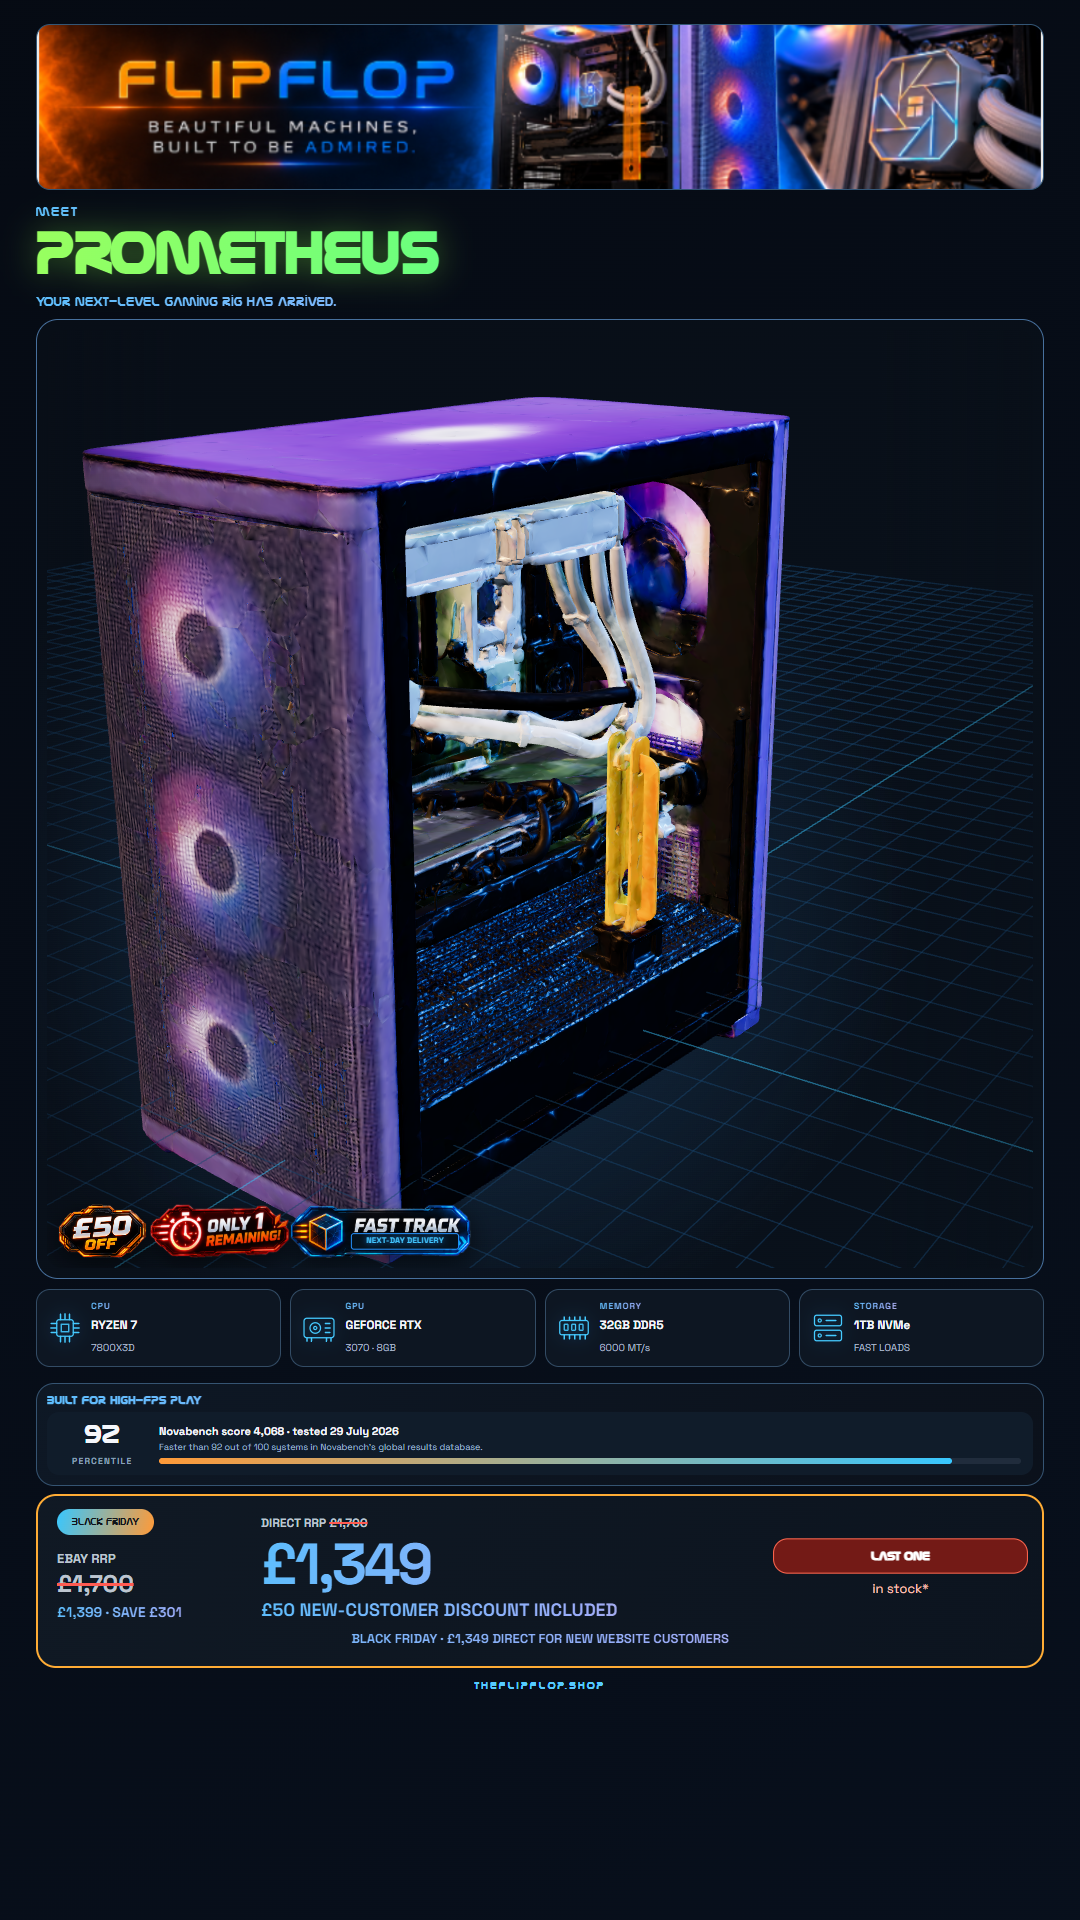 FLIPFLOP
BEAUTIFUL MACHINES,
BUILT TO BE ADMIRED.
MEET
PROMETHEUS
YOUR NEXT-LEVEL GAMING RIG HAS ARRIVED.
£50 OFF
ONLY 1 REMAINING!
FAST TRACK
NEXT-DAY DELIVERY
CPU
RYZEN 7
7800X3D
GPU
GEFORCE RTX
3070 · 8GB
MEMORY
32GB DDR5
6000 MT/s
STORAGE
1TB NVMe
FAST LOADS
BUILT FOR HIGH-FPS PLAY
92
PERCENTILE
Novabench score 4,068 · tested 29 July 2026
Faster than 92 out of 100 systems in Novabench's global results database.
BLACK FRIDAY
EBAY RRP
£1,700
£1,399 · SAVE £301
DIRECT RRP £1,700
£1,349
£50 NEW-CUSTOMER DISCOUNT INCLUDED
BLACK FRIDAY · £1,349 DIRECT FOR NEW WEBSITE CUSTOMERS
LAST ONE
in stock*
THEFLIPFLOP.SHOP